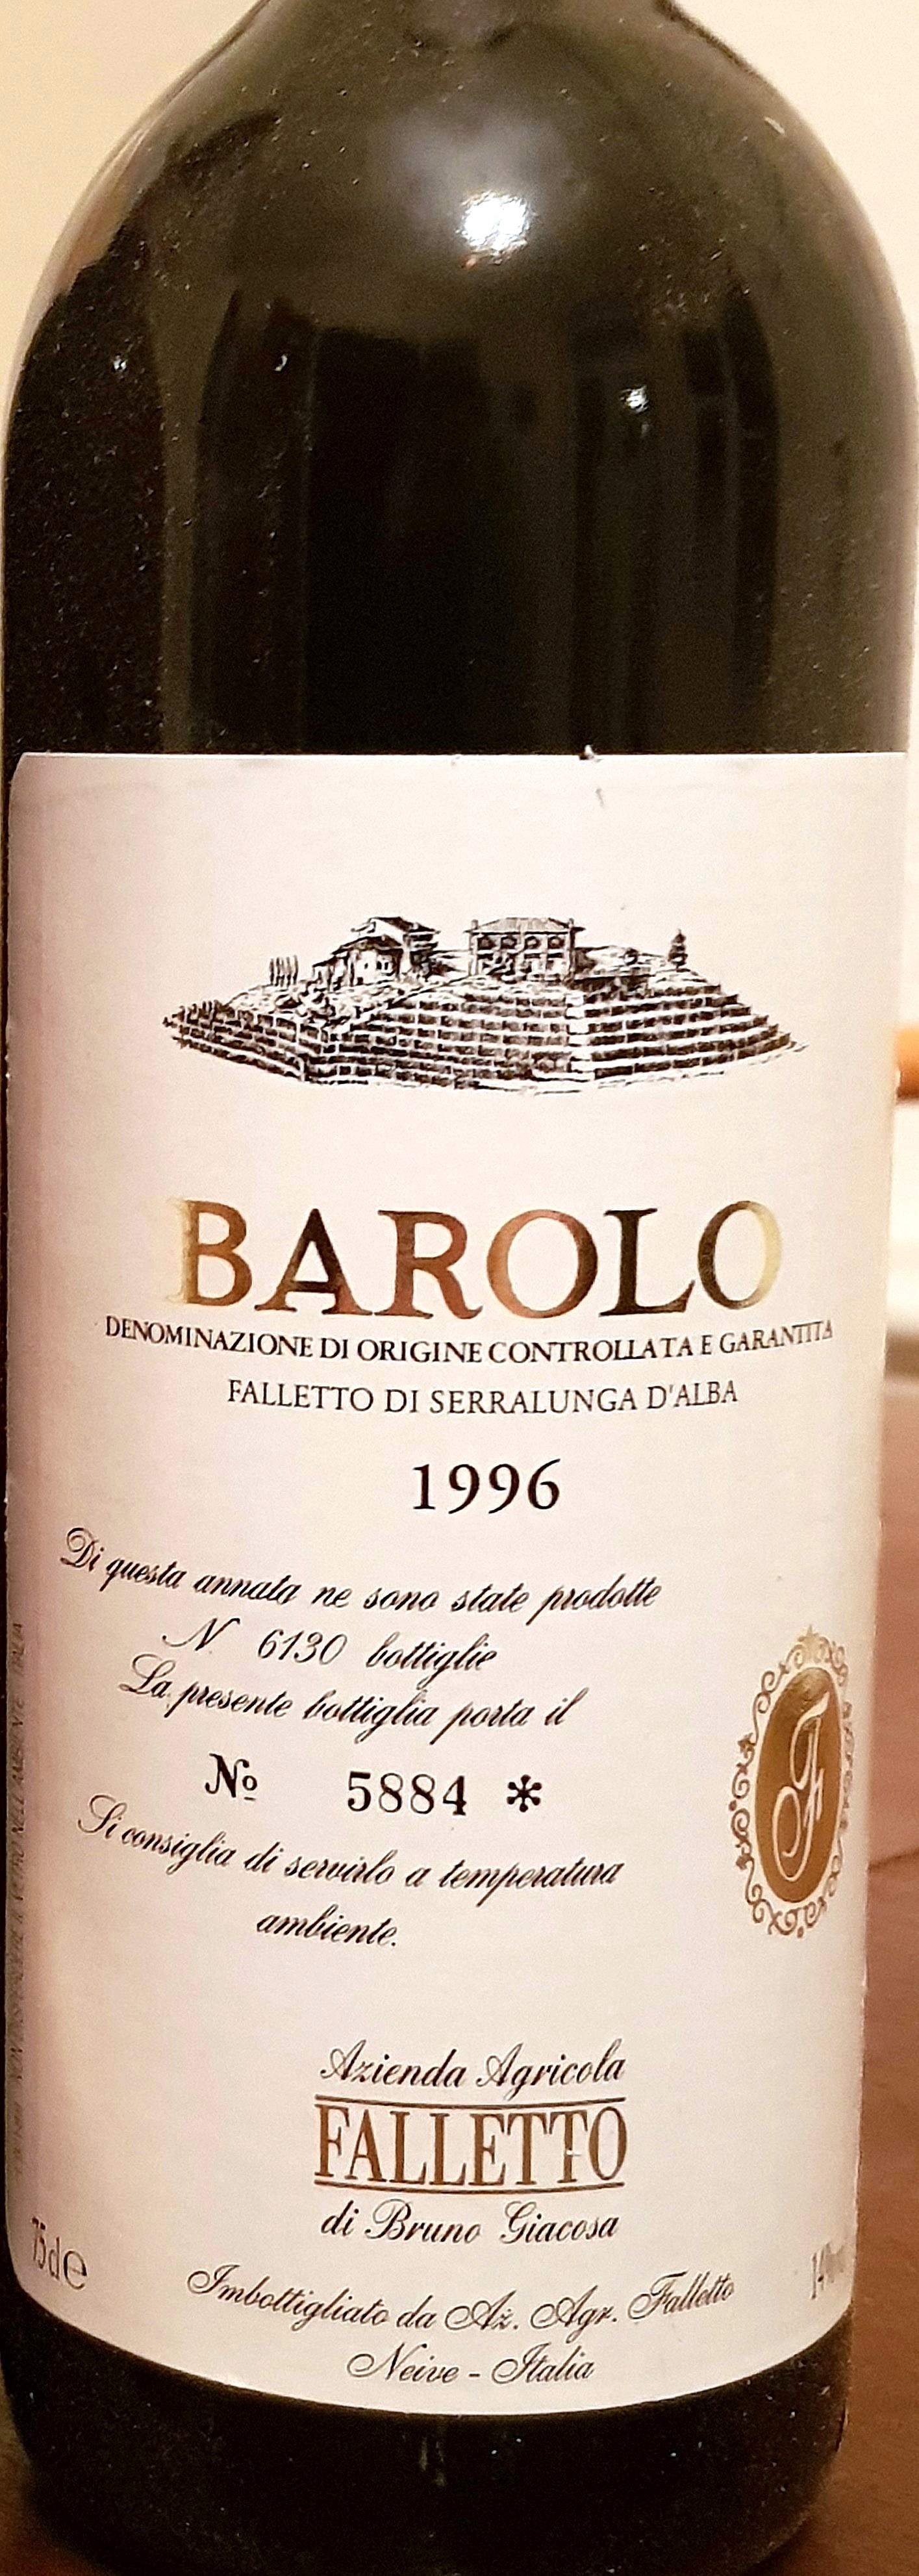 BAROLO
DENOMINAZIONE DI ORIGINE CONTROLLATA E GARANTITA
FALLETTO DI SERRALUNGA D'ALBA
1996
Di questa annata ne sono state prodotte
N. 6130 bottiglie
La presente bottiglia porta il
No 5884 *
Si consiglia di servirlo a temperatura
ambiente.
Azienda Agricola
FALLETTO
di Bruno Giacosa
75 cl e
Imbottigliato da Az. Agr. Falletto
Neive - Italia